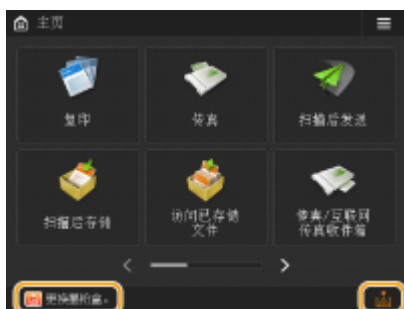 主页
复印
传真
扫描后发送
扫描后存储
访问已存储
文件
传真/互联网
传真收件箱
更换墨粉盒。